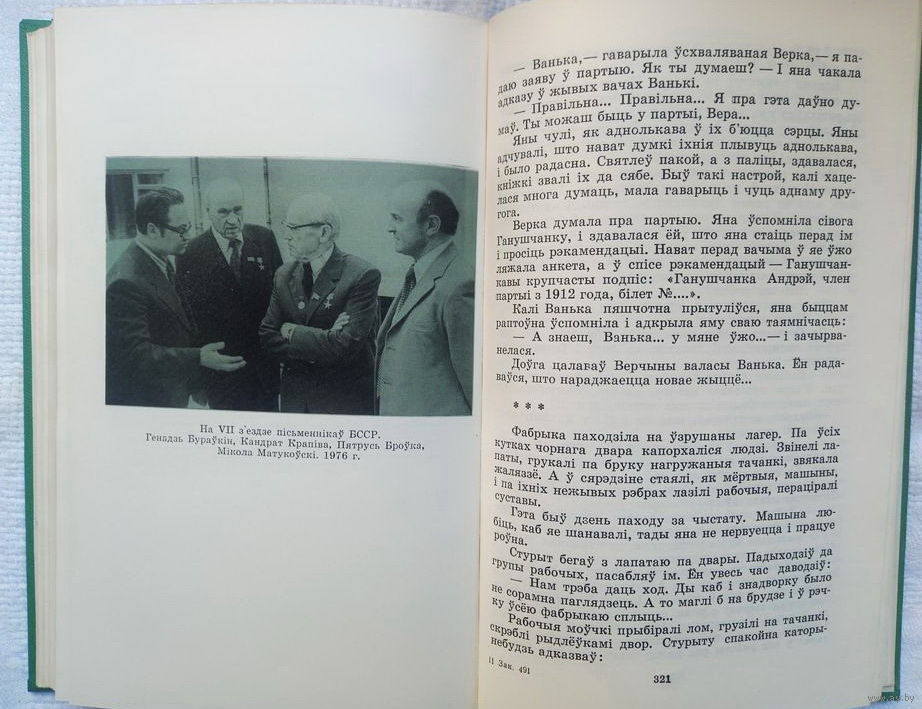 На VII з'ездзе пісьменнікаў БССР.
Генадзь Бураўкін, Кандрат Крапіва, Пятрусь Броўка,
Мікола Матукоўскі. 1976 г.
— Ванька,— гаварыла ўсхваляваная Верка,— я па-
даю заяву ў партыю. Як ты думаеш? — І яна чакала
адказу ў жывых вачах Ванькі.
— Правільна... Правільна... Я пра гэта даўно ду-
маў. Ты можаш быць у партыі, Вера...
Яны чулі, як аднолькава ў іх б'юцца сэрцы. Яны
адчувалі, што нават думкі іхнія плывуць аднолькава,
і было радасна. Святлеў пакой, а з паліцы, здавалася,
кніжкі звалі іх да сябе. Быў такі настрой, калі хаце-
лася многа думаць, мала гаварыць і чуць аднаму дру-
гога.
Верка думала пра партыю. Яна ўспомніла сівога
Ганушчанку, і здавалася ёй, што яна стаіць перад ім
і просіць рэкамендацыі. Нават перад вачыма ў яе ўжо
ляжала анкета, а ў спісе рэкамендацый — Ганушчан-
кавы крупчасты подпіс: «Ганушчанка Андрэй, член
партыі з 1912 года, білет №....».
Калі Ванька пяшчотна прытуліўся, яна быццам
раптоўна ўспомніла і адкрыла яму сваю таямнічасць:
— А знаеш, Ванька... у мяне ўжо...— і зачырва-
нелася.
Доўга цалаваў Верчыны валасы Ванька. Ён рада-
ваўся, што нараджаецца новае жыццё...
* * *
Фабрыка паходзіла на ўзрушаны лагер. Па ўсіх
кутках чорнага двара капорхаліся людзі. Звінелі ла-
паты, грукалі па бруку нагружаныя тачанкі, звякала
жаляззё. А ў сярэдзіне стаялі, як мёртвыя, машыны,
і па іхніх нежывых рэбрах лазілі рабочыя, пераціралі
суставы.
Гэта быў дзень паходу за чыстату. Машына лю-
біць, каб яе шанавалі, тады яна не нервуецца і працуе
роўна.
Стурыт бегаў з лапатаю па двары. Падыходзіў да
групы рабочых, пасабляў ім. Ён увесь час даводзіў:
— Нам трэба даць ход. Ды каб і знадворку было
не сорамна паглядзець. А то маглі б на брудзе і ў рэч-
ку ўсёю фабрыкаю сплыць...
Рабочыя моўчкі прыбіралі лом, грузілі на тачанкі,
скрэблі рыдлёўкамі двор. Стурыту спакойна каторы-
небудзь адказваў:
11 Зак. 491
321
www.ay.by